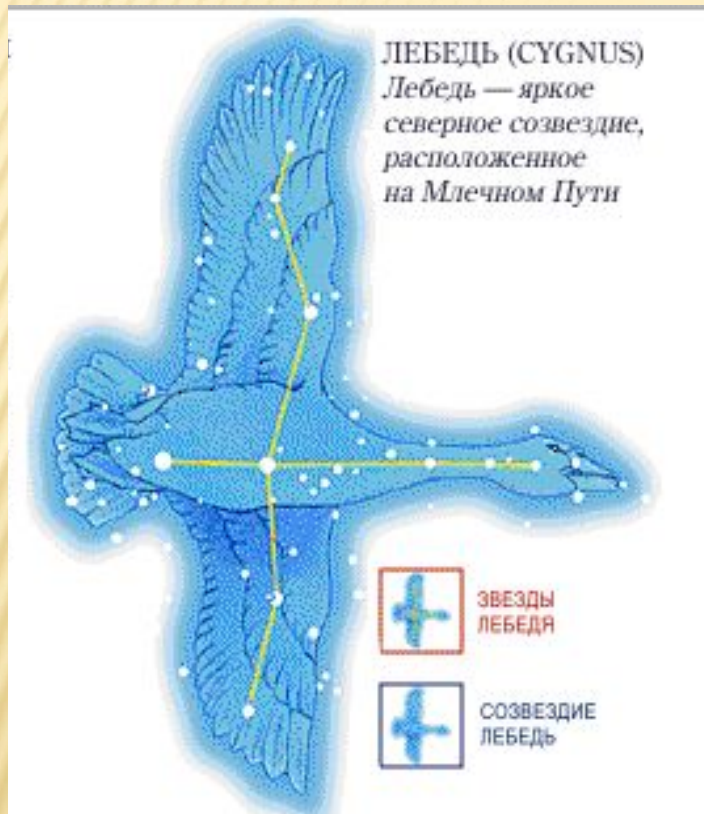 ЛЕБЕДЬ (CYGNUS)
Лебедь — яркое
северное созвездие,
расположенное
на Млечном Пути
ЗВЕЗДЫ
ЛЕБЕДЯ
СОЗВЕЗДИЕ
ЛЕБЕДЬ